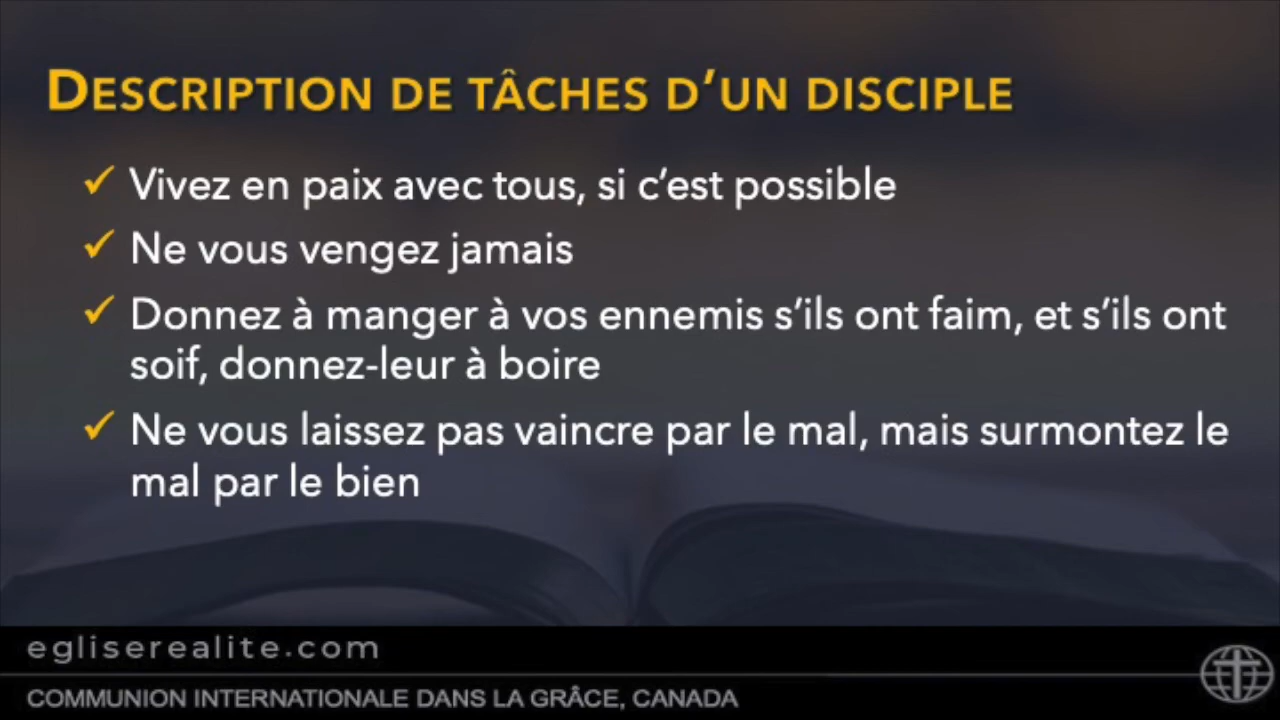 DESCRIPTION DE TÂCHES D’UN DISCIPLE
✓ Vivez en paix avec tous, si c’est possible
✓ Ne vous vengez jamais
✓ Donnez à manger à vos ennemis s’ils ont faim, et s’ils ont
soif, donnez-leur à boire
✓ Ne vous laissez pas vaincre par le mal, mais surmontez le
mal par le bien
egliserealite.com
COMMUNION INTERNATIONALE DANS LA GRÂCE, CANADA